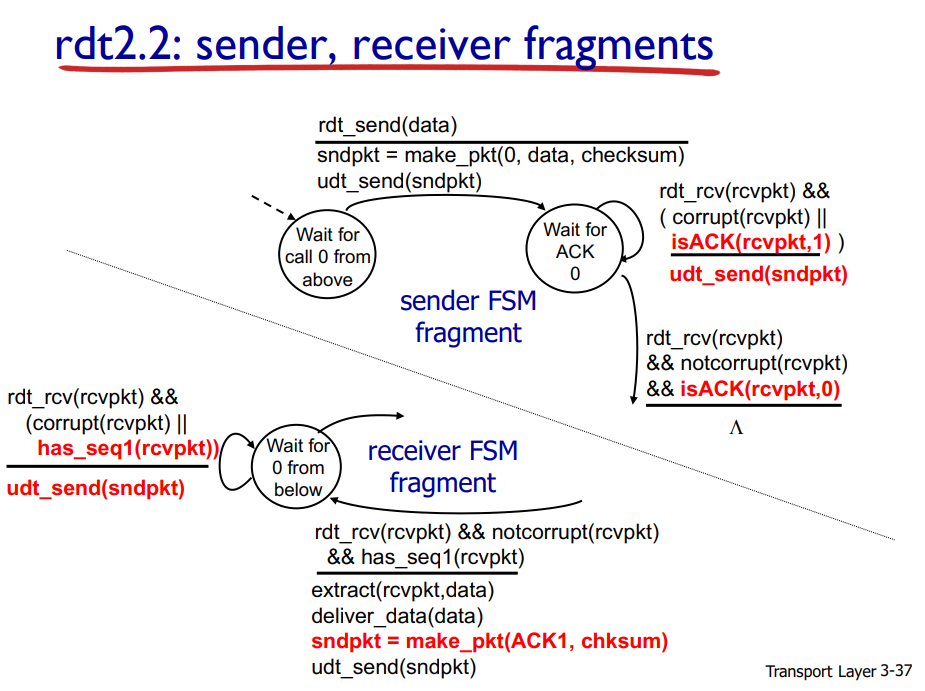 rdt2.2: sender, receiver fragments
rdt_send(data)
sndpkt = make_pkt(0, data, checksum)
udt_send(sndpkt)
Wait for
call 0 from
above
Wait for
ACK
0
rdt_rcv(rcvpkt) &&
( corrupt(rcvpkt) ||
isACK(rcvpkt,1) )
udt_send(sndpkt)
sender FSM
fragment
rdt_rcv(rcvpkt)
&& notcorrupt(rcvpkt)
&& isACK(rcvpkt,0)
Λ
rdt_rcv(rcvpkt) &&
(corrupt(rcvpkt) ||
has_seq1(rcvpkt))
udt_send(sndpkt)
Wait for
0 from
below
receiver FSM
fragment
rdt_rcv(rcvpkt) && notcorrupt(rcvpkt)
&& has_seq1(rcvpkt)
extract(rcvpkt,data)
deliver_data(data)
sndpkt = make_pkt(ACK1, chksum)
udt_send(sndpkt)
Transport Layer 3-37